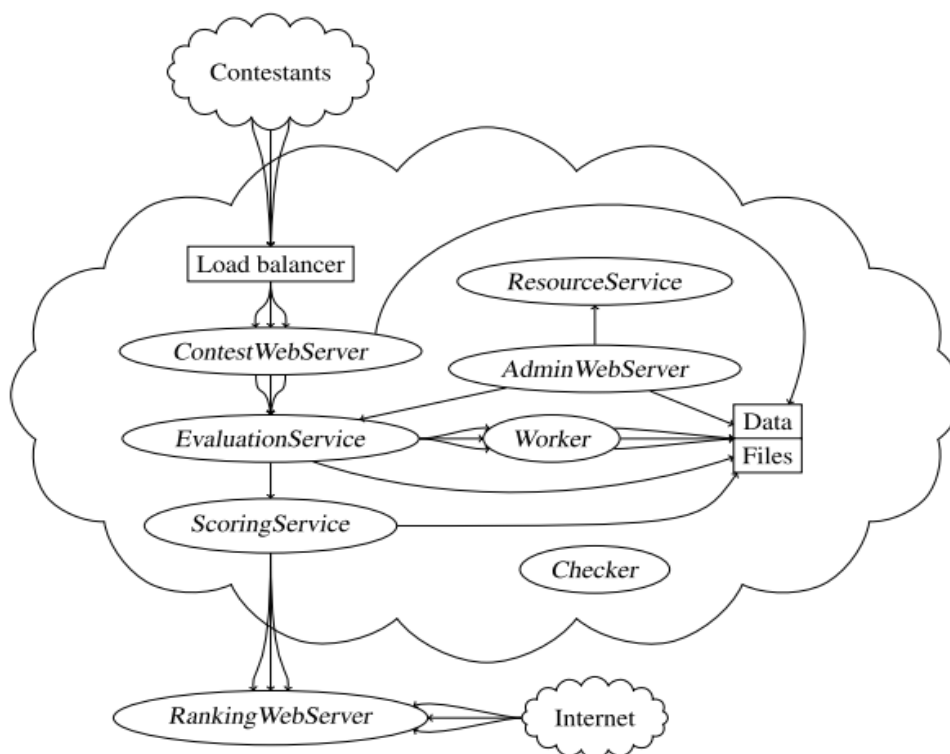 Contestants
Load balancer
ResourceService
ContestWebServer
AdminWebServer
Data
EvaluationService
Worker
Files
ScoringService
Checker
RankingWebServer
Internet